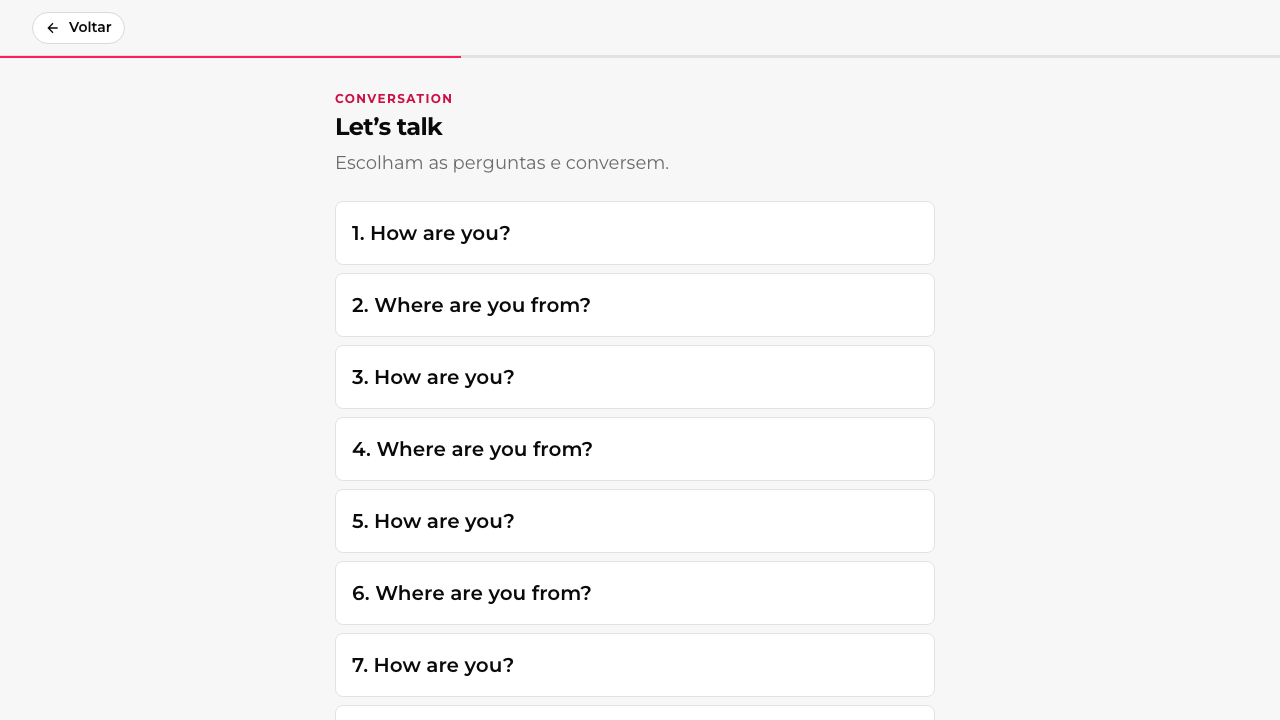 Voltar
CONVERSATION
Let’s talk
Escolham as perguntas e conversem.
1. How are you?
2. Where are you from?
3. How are you?
4. Where are you from?
5. How are you?
6. Where are you from?
7. How are you?